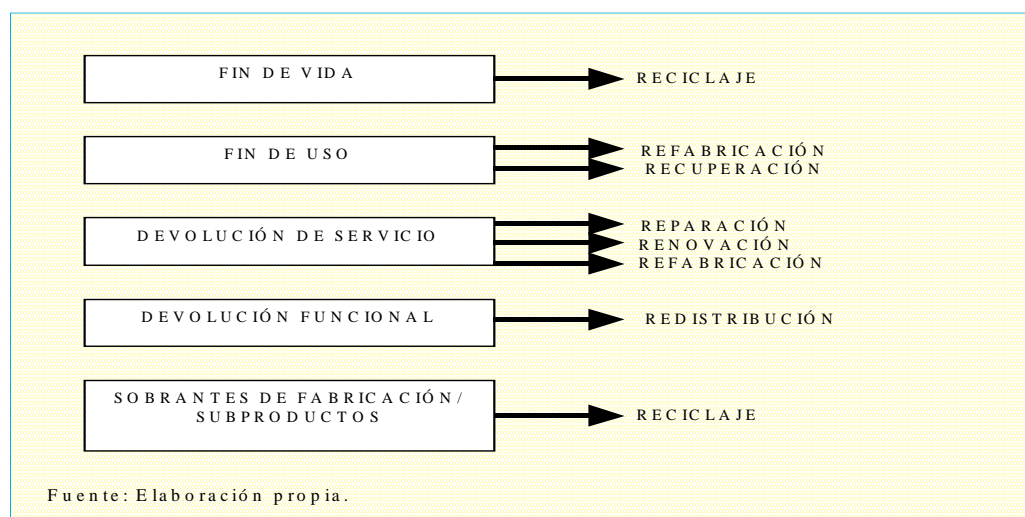 FIN DE VIDA
RECICLAJE
FIN DE USO
REFABRICACIÓN
RECUPERACIÓN
DEVOLUCIÓN DE SERVICIO
REPARACIÓN
RENOVACIÓN
REFABRICACIÓN
DEVOLUCIÓN FUNCIONAL
REDISTRIBUCIÓN
SOBRANTES DE FABRICACIÓN/
SUBPRODUCTOS
RECICLAJE
Fuente: Elaboración propia.